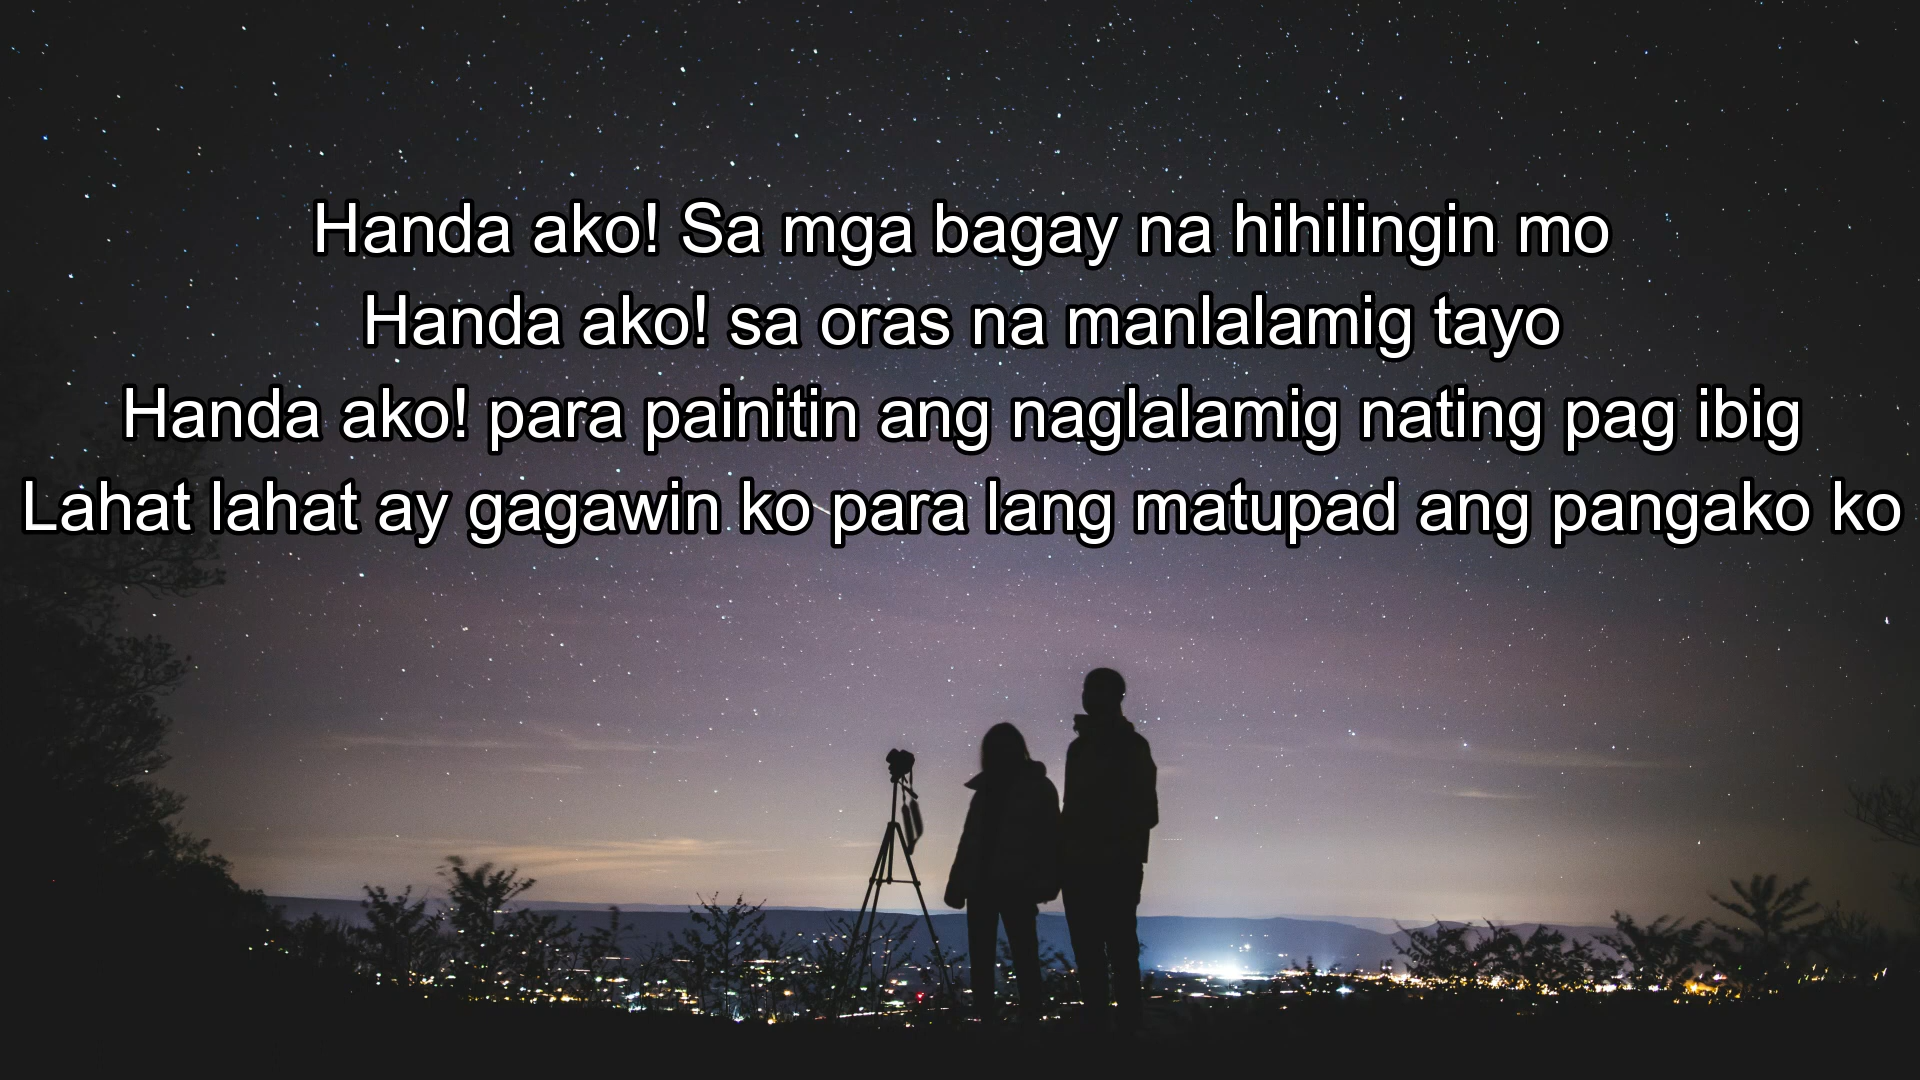 Handa ako! Sa mga bagay na hihilingin mo
Handa ako! sa oras na manlalamig tayo
Handa ako! para painitin ang naglalamig nating pag ibig
Lahat lahat ay gagawin ko para lang matupad ang pangako ko